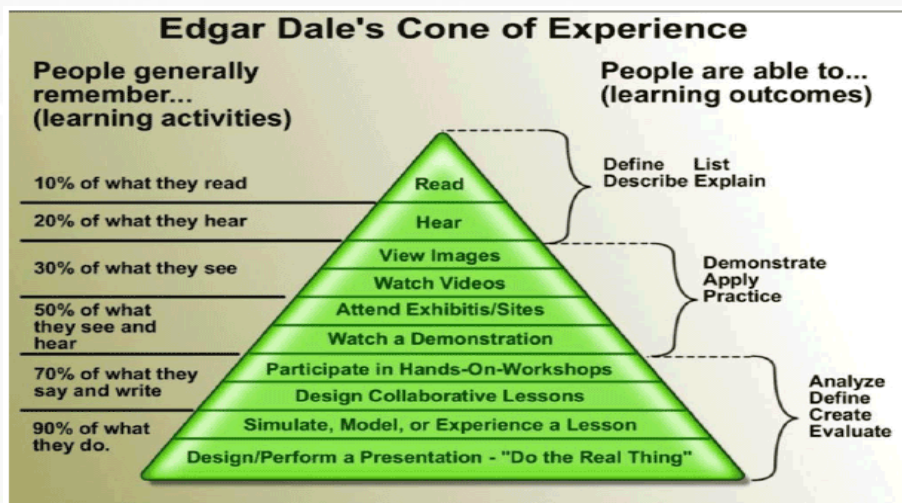 Edgar Dale's Cone of Experience
People generally
remember...
(learning activities)
10% of what they read
20% of what they hear
30% of what they see
50% of what
they see and
hear
70% of what they
say and write
90% of what
they do.
Read
Hear
View Images
Watch Videos
Attend Exhibitis/Sites
Watch a Demonstration
Participate in Hands-On-Workshops
Design Collaborative Lessons
Simulate, Model, or Experience a Lesson
Design/Perform a Presentation - "Do the Real Thing"
People are able to...
(learning outcomes)
Define List
Describe Explain
Demonstrate
Apply
Practice
Analyze
Define
Create
Evaluate